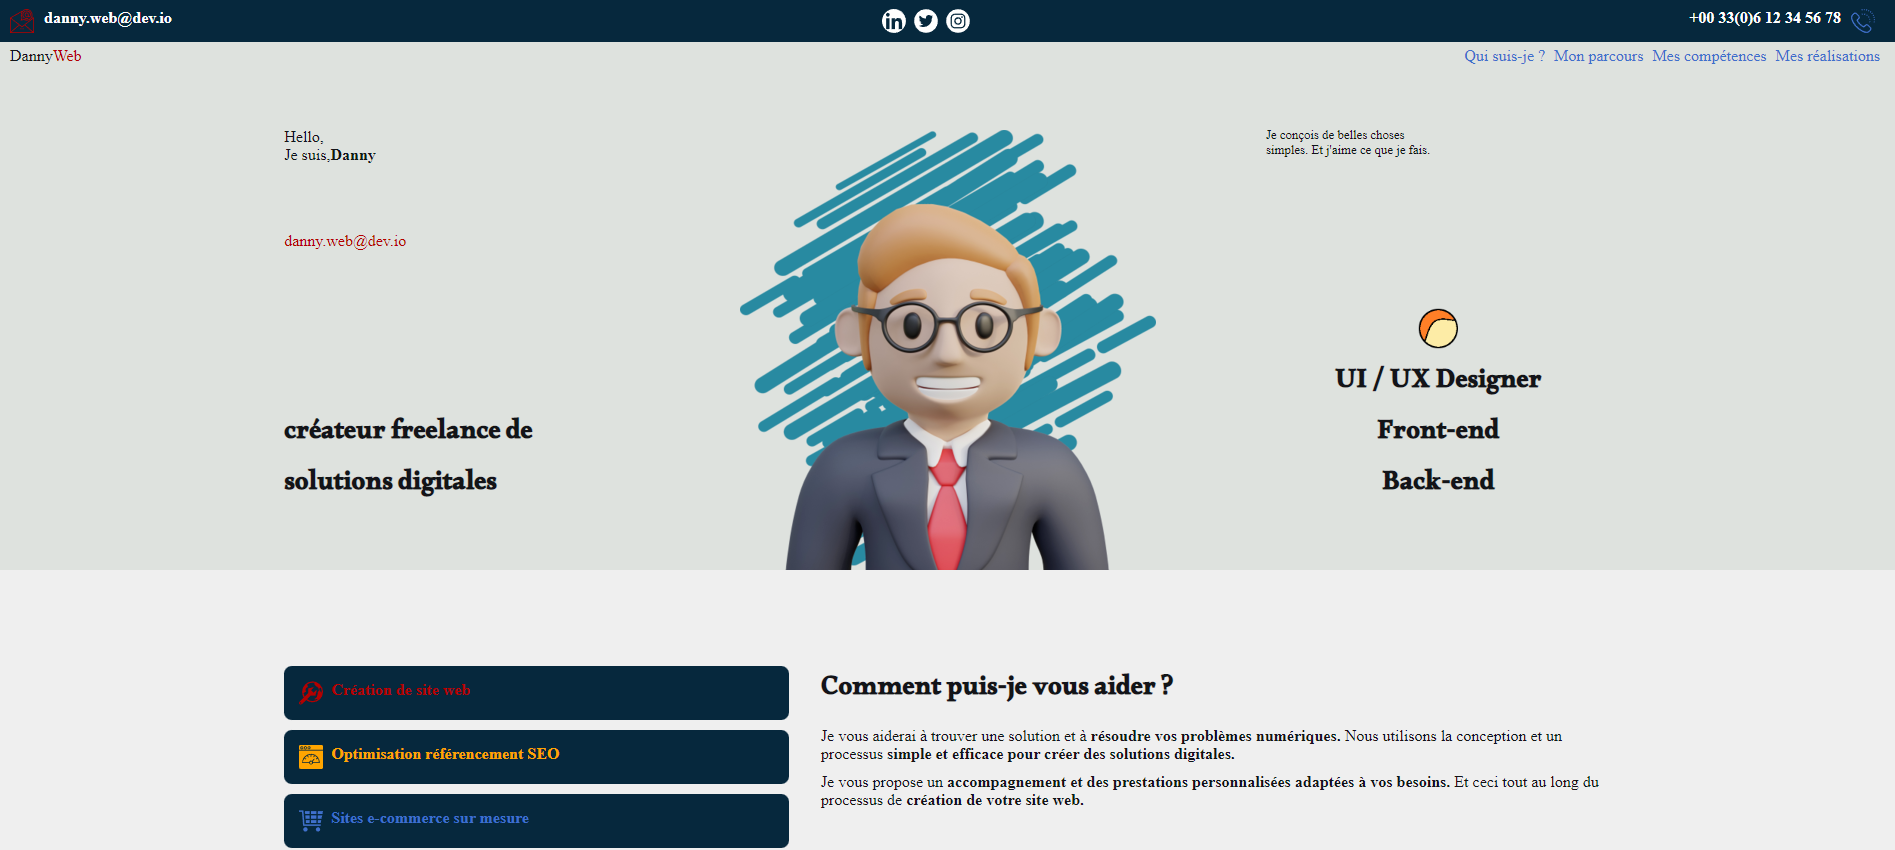 danny.web@dev.io
+00 33(0)6 12 34 56 78
DannyWeb
Qui suis-je ? Mon parcours Mes compétences Mes réalisations
Hello,
Je suis,Danny
danny.web@dev.io
créateur freelance de
solutions digitales
Je conçois de belles choses
simples. Et j'aime ce que je fais.
UI / UX Designer
Front-end
Back-end
Création de site web
Optimisation référencement SEO
Sites e-commerce sur mesure
Comment puis-je vous aider ?
Je vous aiderai à trouver une solution et à résoudre vos problèmes numériques. Nous utilisons la conception et un
processus simple et efficace pour créer des solutions digitales.
Je vous propose un accompagnement et des prestations personnalisées adaptées à vos besoins. Et ceci tout au long du
processus de création de votre site web.